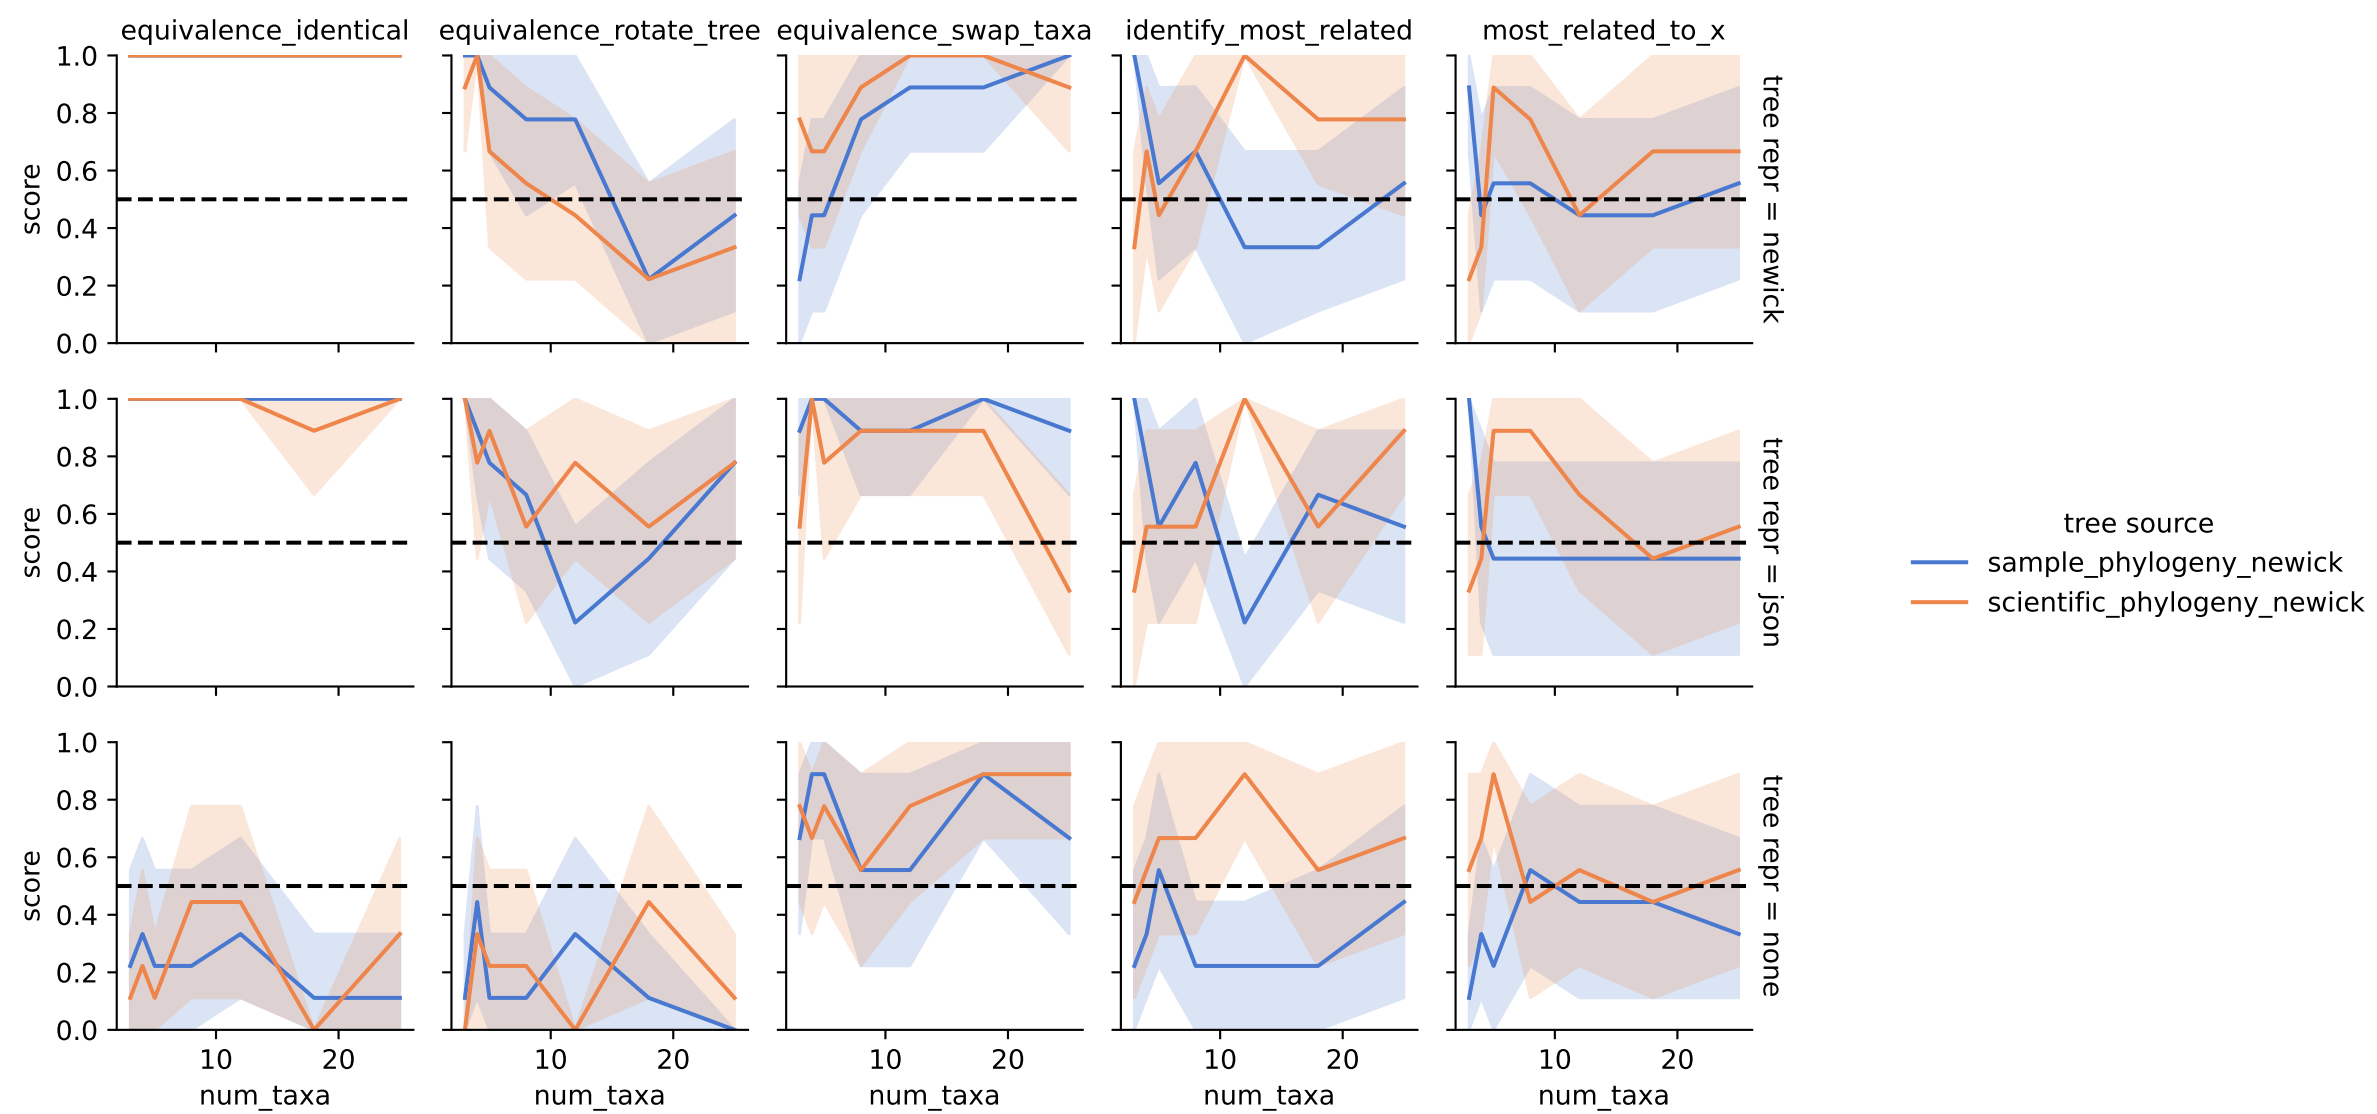 equivalence_identical
equivalence_rotate_tree
equivalence_swap_taxa
identify_most_related
most_related_to_x
1.0
0.8
0.6
0.4
0.2
0.0
score
tree repr = newick
1.0
0.8
0.6
0.4
0.2
0.0
score
tree repr = json
tree source
sample_phylogeny_newick
scientific_phylogeny_newick
1.0
0.8
0.6
0.4
0.2
0.0
score
tree repr = none
10 20
num_taxa
10 20
num_taxa
10 20
num_taxa
10 20
num_taxa
10 20
num_taxa